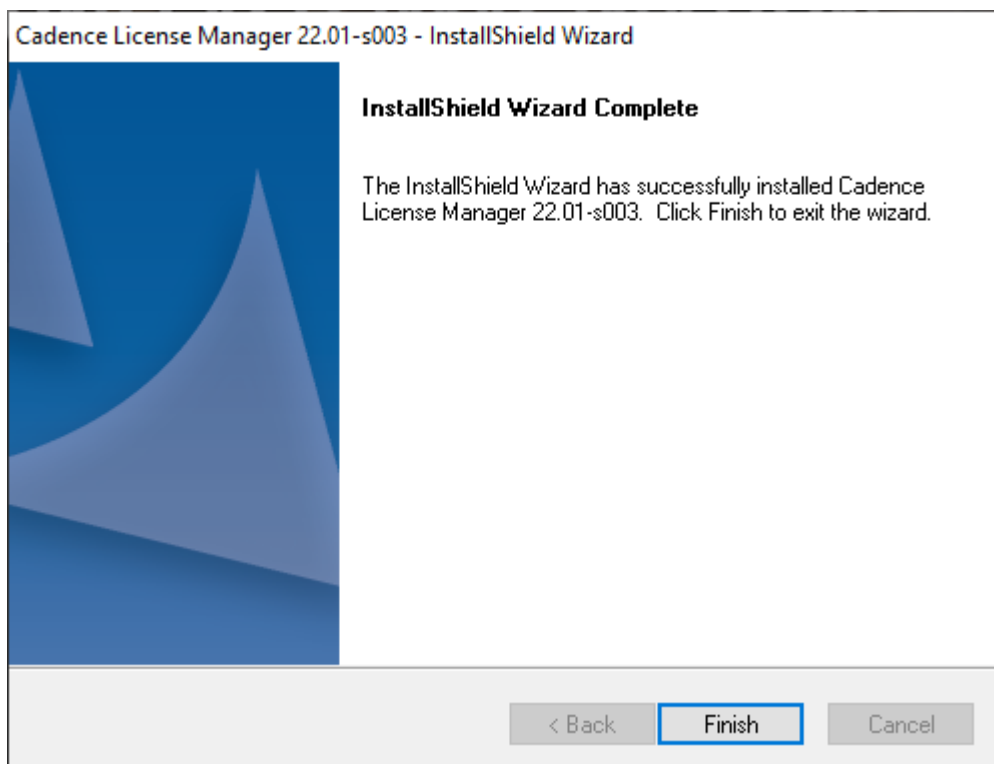 Cadence License Manager 22.01-s003 - InstallShield Wizard
InstallShield Wizard Complete
The InstallShield Wizard has successfully installed Cadence
License Manager 22.01-s003.  Click Finish to exit the wizard.
< Back
Finish
Cancel